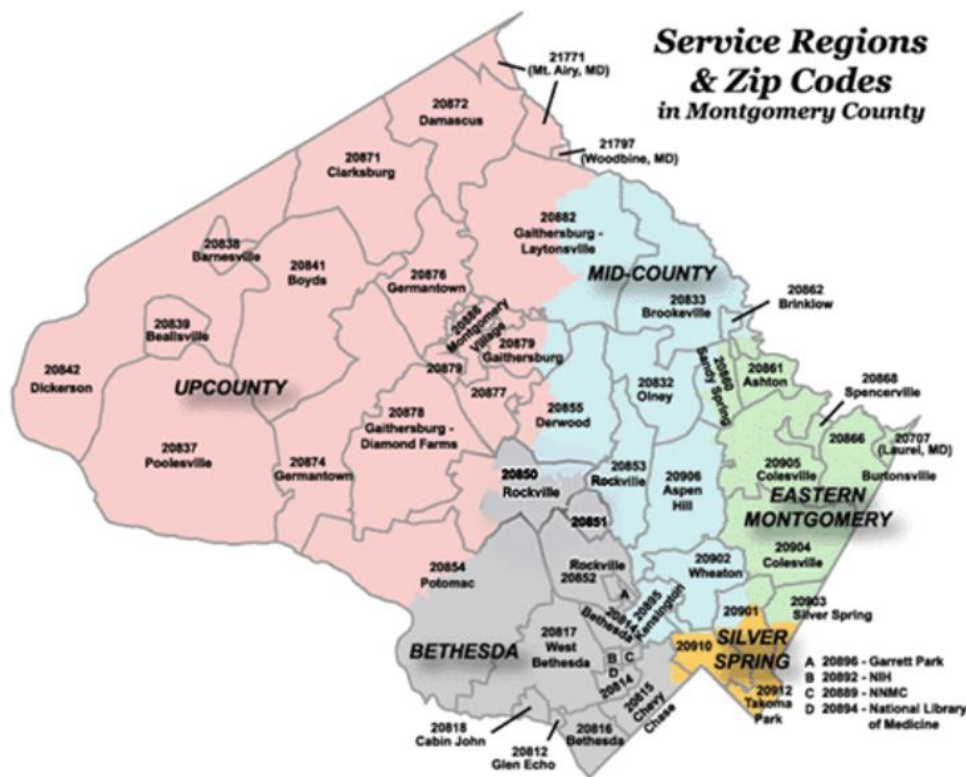 Service Regions
& Zip Codes
in Montgomery County
21771
(Mt. Airy, MD)
20872
Damascus
21797
(Woodbine, MD)
20871
Clarksburg
20882
Gaithersburg -
Laytonsville
MID-COUNTY
20838
Barnesville
20841
Boyds
20876
Germantown
20862
Brinklow
20833
Brookeville
20886
Montgomery
Village
20839
Beallsville
20879
Gaithersburg
20879
20860
Sandy Spring
20861
Ashton
20868
Spencerville
20842
Dickerson
UPCOUNTY
20877
20832
Olney
20878
Gaithersburg -
Diamond Farms
20855
Derwood
20866
20707
(Laurel, MD)
20837
Poolesville
20874
Germantown
20850
Rockville
20853
Rockville
20906
Aspen
Hill
20905
Colesville
Burtonsville
EASTERN
MONTGOMERY
20851
20854
Potomac
Rockville
20852
20902
Wheaton
20904
Colesville
A
20895
Kensington
20814
Bethesda
20901
20903
Silver Spring
BETHESDA
20817
West
Bethesda
B
C
D
20910
SILVER
SPRING
20814
20815
Chevy
Chase
20912
Takoma
Park
20818
Cabin John
20812
Glen Echo
20816
Bethesda
A 20896 - Garrett Park
B 20892 - NIH
C 20889 - NNMC
D 20894 - National Library
of Medicine